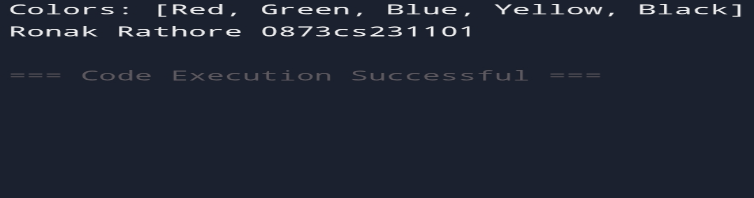 Colors: [Red, Green, Blue, Yellow, Black]
Ronak Rathore 0873cs231101
=== Code Execution Successful ===